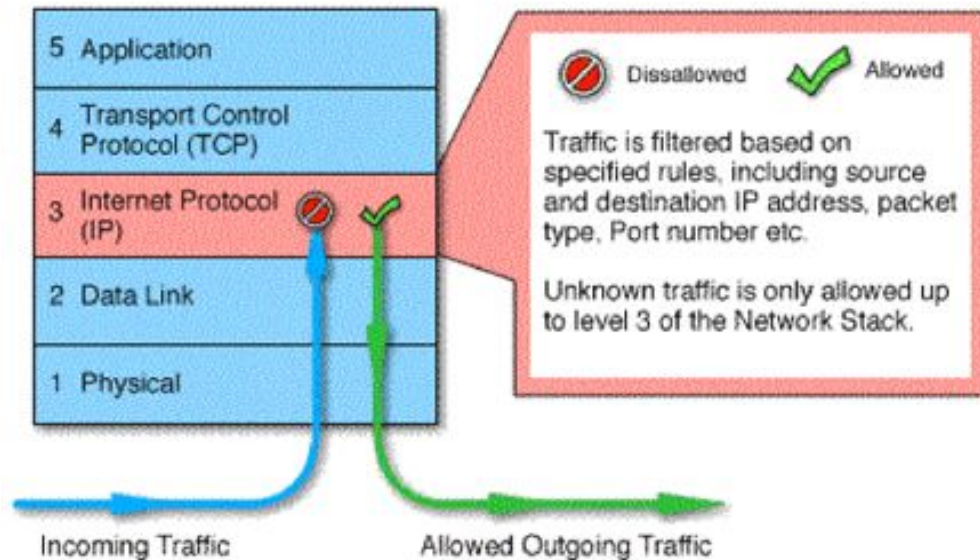 5 Application
4 Transport Control
Protocol (TCP)
3 Internet Protocol
(IP)
2 Data Link
1 Physical
Incoming Traffic
Allowed Outgoing Traffic
Dissallowed
Allowed
Traffic is filtered based on
specified rules, including source
and destination IP address, packet
type, Port number etc.
Unknown traffic is only allowed up
to level 3 of the Network Stack.